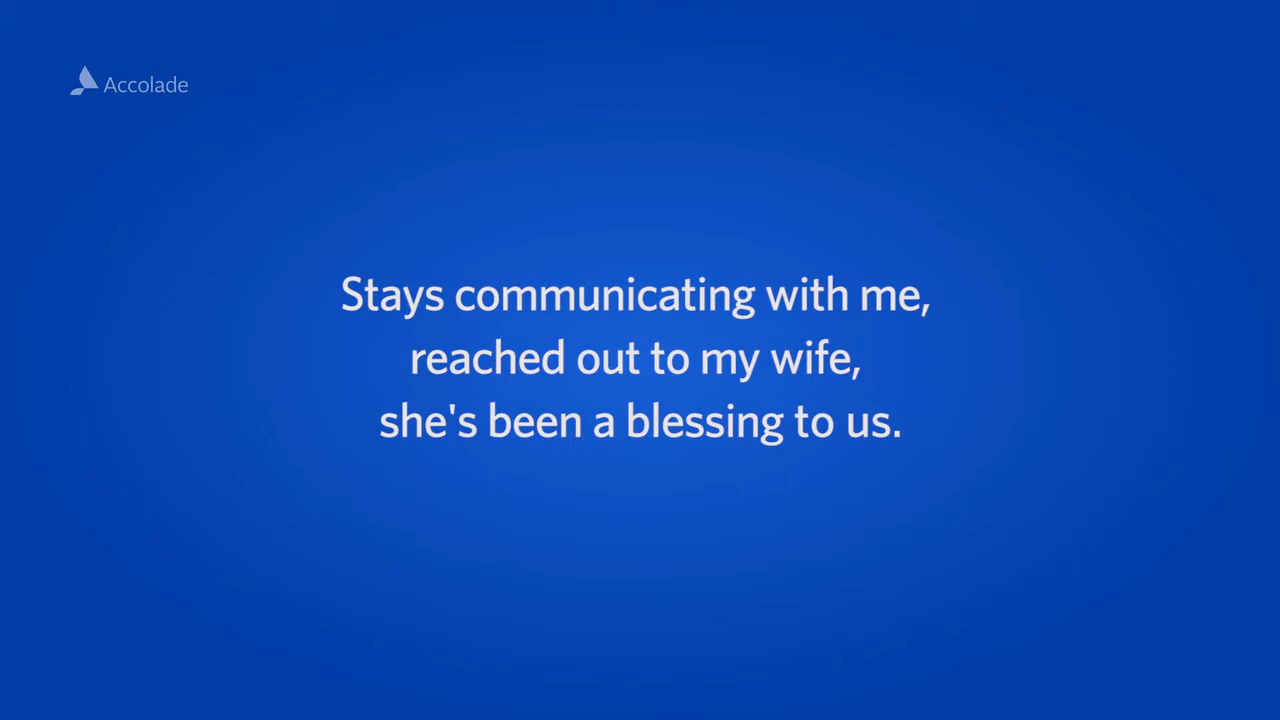 Accolade
Stays communicating with me,
reached out to my wife,
she's been a blessing to us.